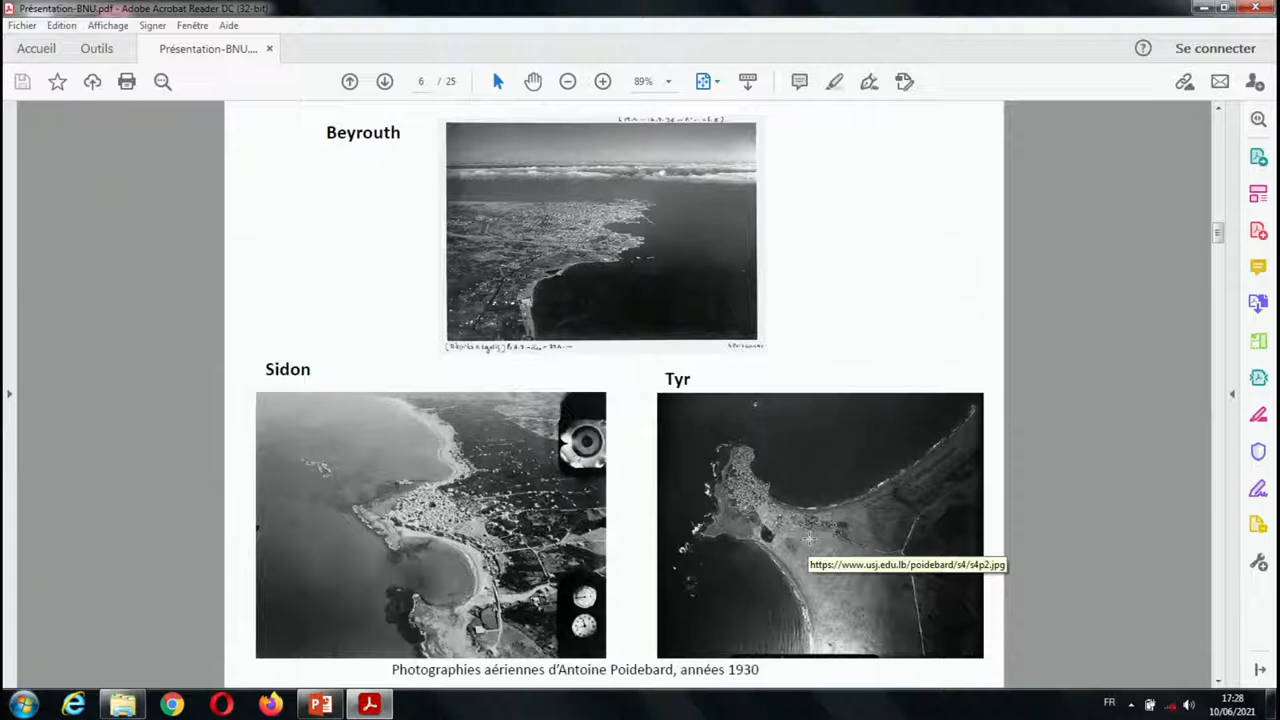 Présentation-BNU.pdf - Adobe Acrobat Reader DC (32-bit)
Fichier Edition Affichage Signer Fenêtre Aide
Accueil Outils Présentation-BNU.... × Se connecter
6 / 25 89%
Beyrouth
Sidon
Tyr
https://www.usj.edu.lb/poidebard/s4/s4p2.jpg
Photographies aériennes d'Antoine Poidebard, années 1930
FR 17:28
10/06/2021